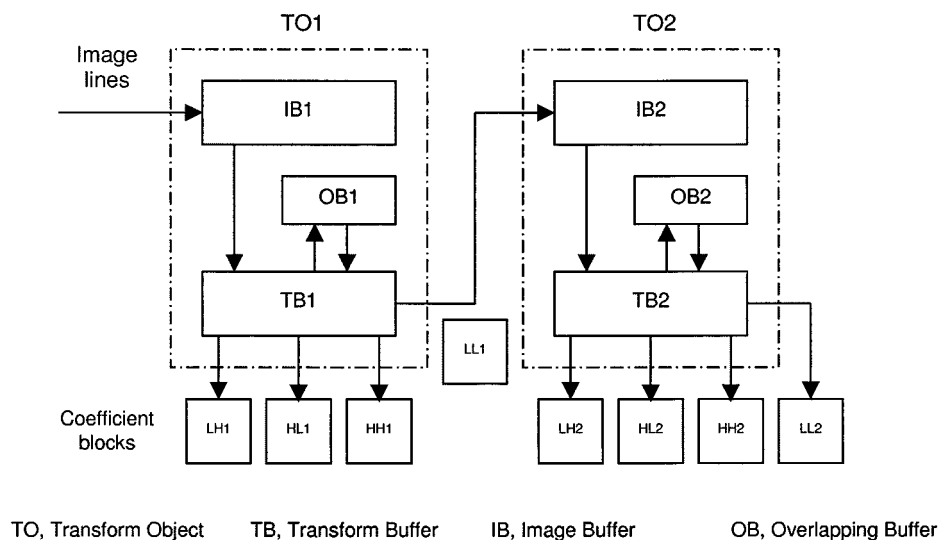 TO1
TO2
Image
lines
IB1
IB2
OB1
OB2
TB1
TB2
LL1
Coefficient
blocks
LH1
HL1
HH1
LH2
HL2
HH2
LL2
TO, Transform Object
TB, Transform Buffer
IB, Image Buffer
OB, Overlapping Buffer